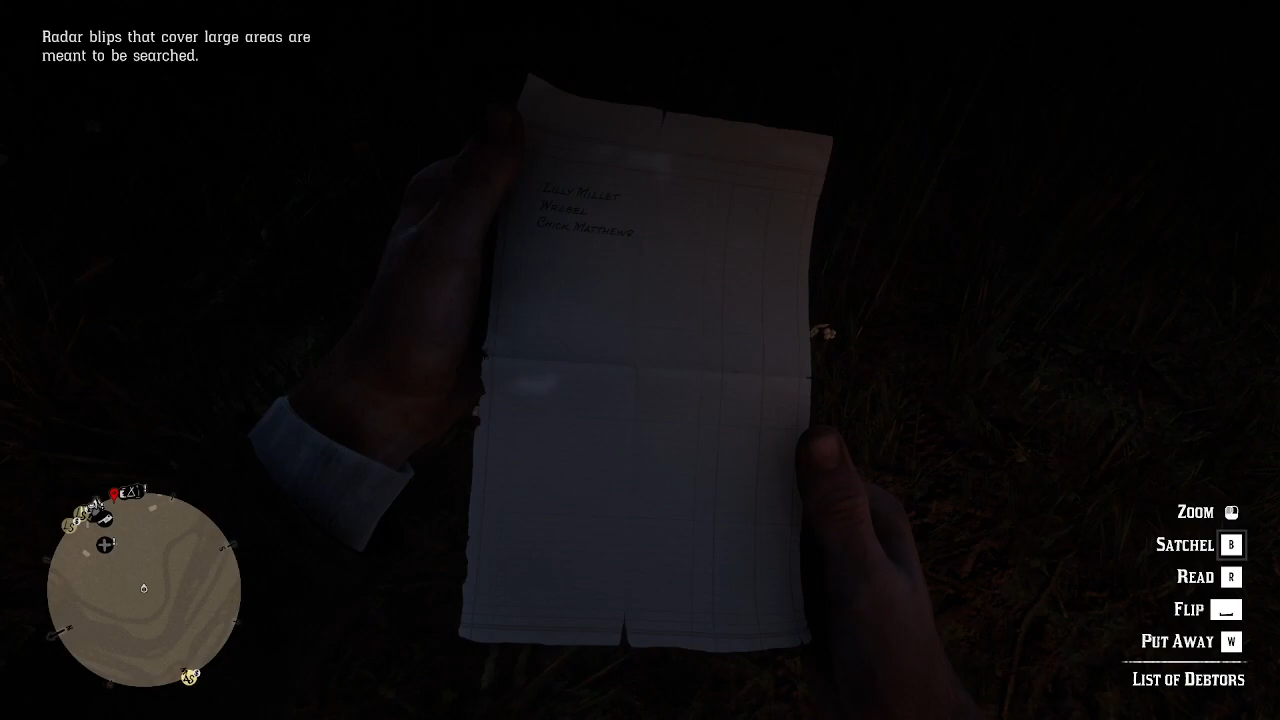 Radar blips that cover large areas are
meant to be searched.
Lilly Millet
Wrobel
Chick Matthews
Zoom
Satchel B
Read R
Flip
Put Away W
List of Debtors